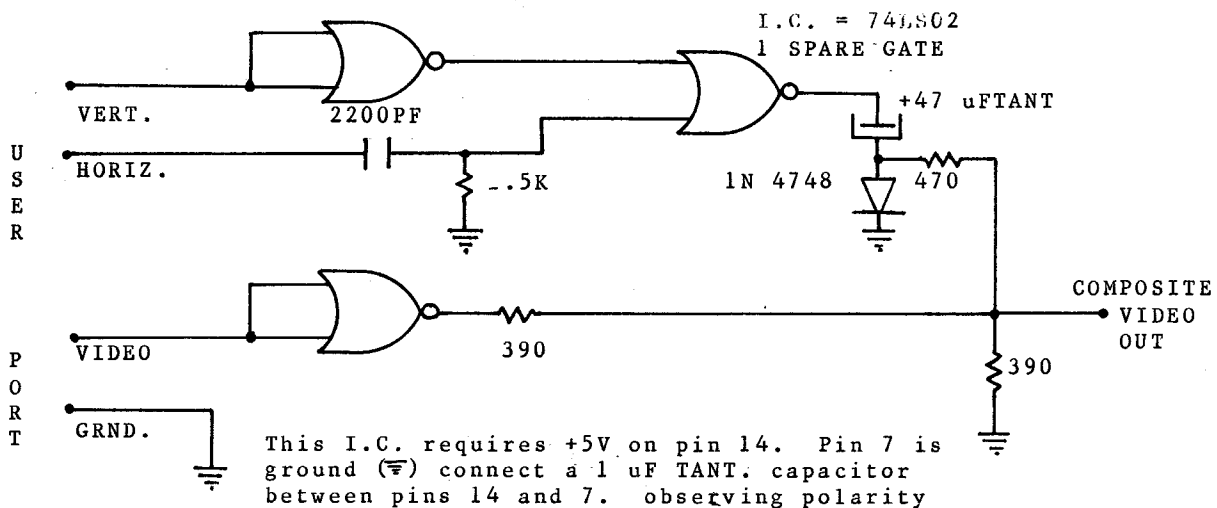 I.C. = 74LS02
1 SPARE GATE
VERT.
2200PF
+47 uFTANT
HORIZ.
.5K
1N 4748
470
USER
VIDEO
390
COMPOSITE
VIDEO
OUT
390
PORT
GRND.
This I.C. requires +5V on pin 14. Pin 7 is
ground (⏚) connect a 1 uF TANT. capacitor
between pins 14 and 7. observing polarity